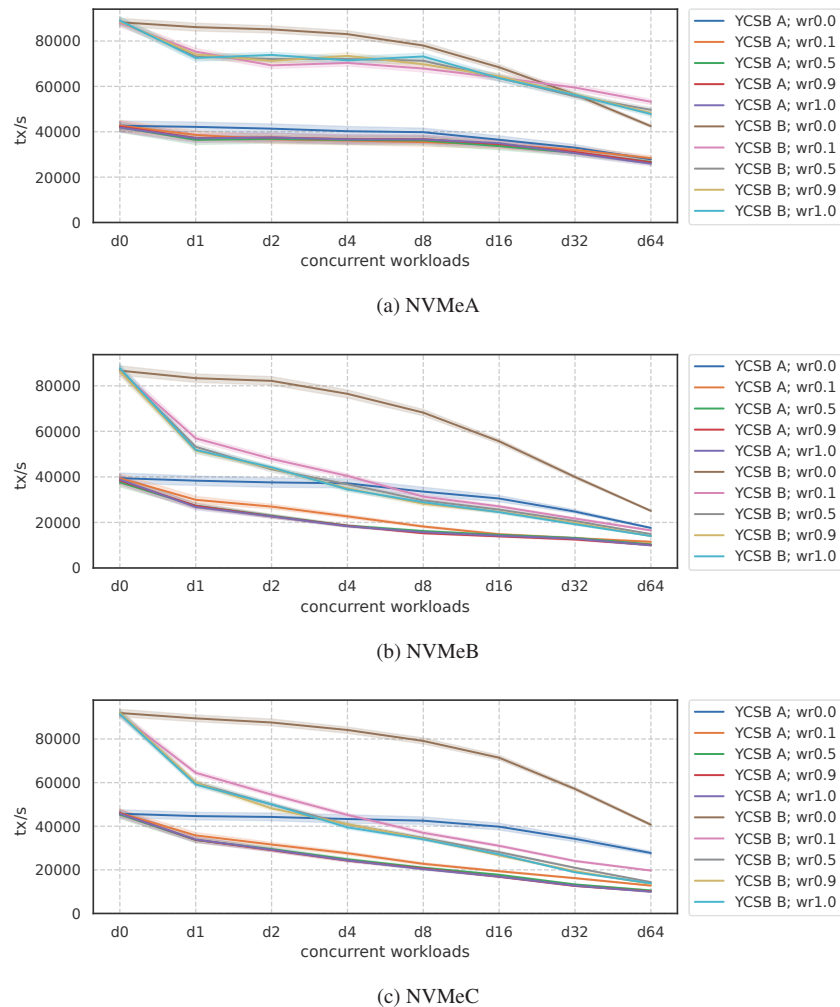 80000
60000
40000
20000
0
tx/s
d0 d1 d2 d4 d8 d16 d32 d64
concurrent workloads
YCSB A; wr0.0
YCSB A; wr0.1
YCSB A; wr0.5
YCSB A; wr0.9
YCSB A; wr1.0
YCSB B; wr0.0
YCSB B; wr0.1
YCSB B; wr0.5
YCSB B; wr0.9
YCSB B; wr1.0
(a) NVMeA
80000
60000
40000
20000
0
tx/s
d0 d1 d2 d4 d8 d16 d32 d64
concurrent workloads
YCSB A; wr0.0
YCSB A; wr0.1
YCSB A; wr0.5
YCSB A; wr0.9
YCSB A; wr1.0
YCSB B; wr0.0
YCSB B; wr0.1
YCSB B; wr0.5
YCSB B; wr0.9
YCSB B; wr1.0
(b) NVMeB
80000
60000
40000
20000
0
tx/s
d0 d1 d2 d4 d8 d16 d32 d64
concurrent workloads
YCSB A; wr0.0
YCSB A; wr0.1
YCSB A; wr0.5
YCSB A; wr0.9
YCSB A; wr1.0
YCSB B; wr0.0
YCSB B; wr0.1
YCSB B; wr0.5
YCSB B; wr0.9
YCSB B; wr1.0
(c) NVMeC